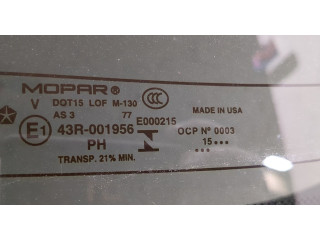 MOPAR®
V DOT15 LOF M-130 CCC
AS 3 77 E000215 MADE IN USA
E1 43R-001956 OCP Nº 0003
PH 15•••
TRANSP. 21% MIN. •••